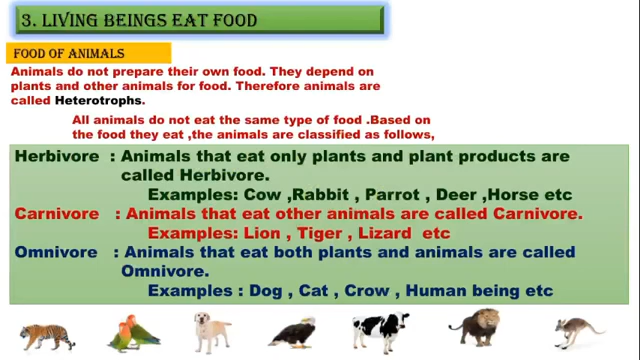 3. LIVING BEINGS EAT FOOD
FOOD OF ANIMALS
Animals do not prepare their own food. They depend on
plants and other animals for food. Therefore animals are
called Heterotrophs.
All animals do not eat the same type of food .Based on
the food they eat ,the animals are classified as follows,
Herbivore : Animals that eat only plants and plant products are
called Herbivore.
Examples: Cow ,Rabbit , Parrot , Deer ,Horse etc
Carnivore : Animals that eat other animals are called Carnivore.
Examples: Lion , Tiger , Lizard etc
Omnivore : Animals that eat both plants and animals are called
Omnivore.
Examples : Dog , Cat , Crow , Human being etc